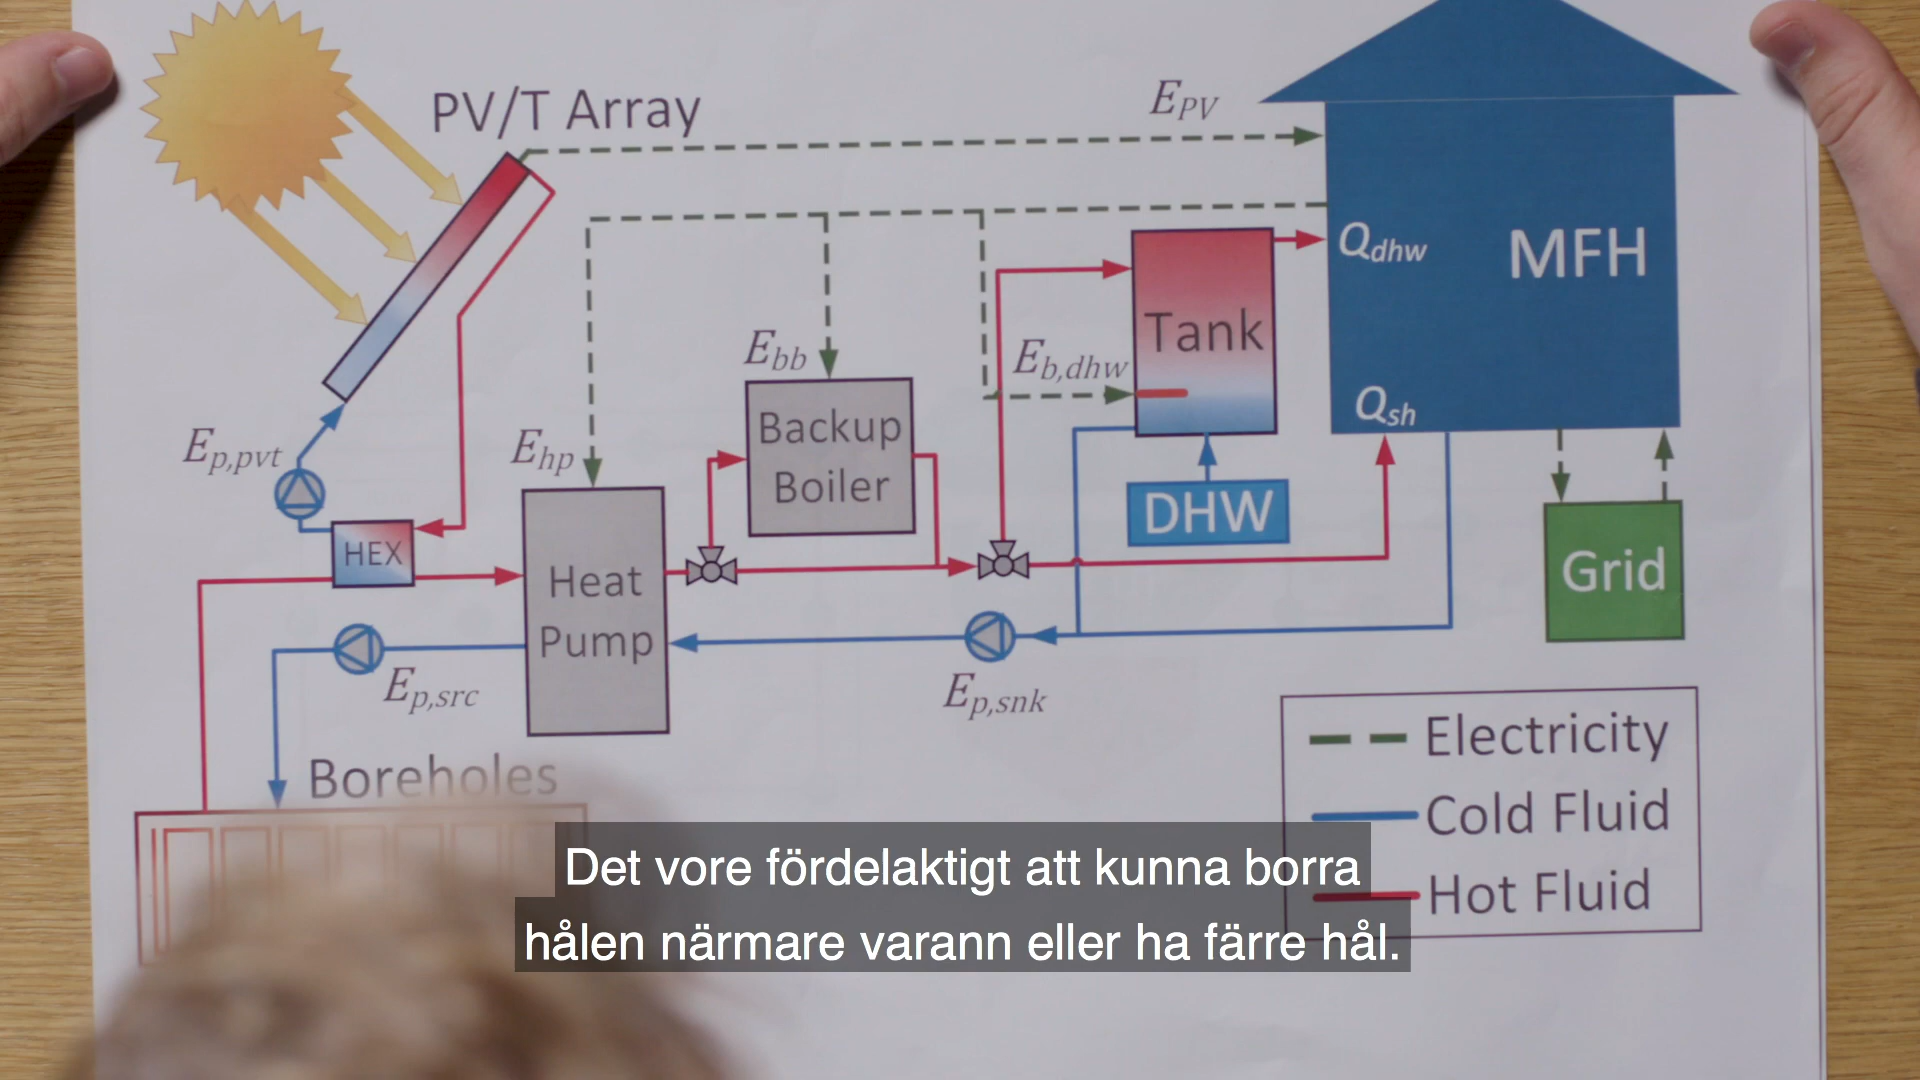 PV/T Array
E_PV
Q_dhw
MFH
Tank
E_bb
E_b,dhw
Q_sh
E_p,pvt
E_hp
Backup
Boiler
DHW
HEX
Heat
Pump
Grid
E_p,src
E_p,snk
Boreholes
Electricity
Cold Fluid
Hot Fluid
Det vore fördelaktigt att kunna borra
hålen närmare varann eller ha färre hål.